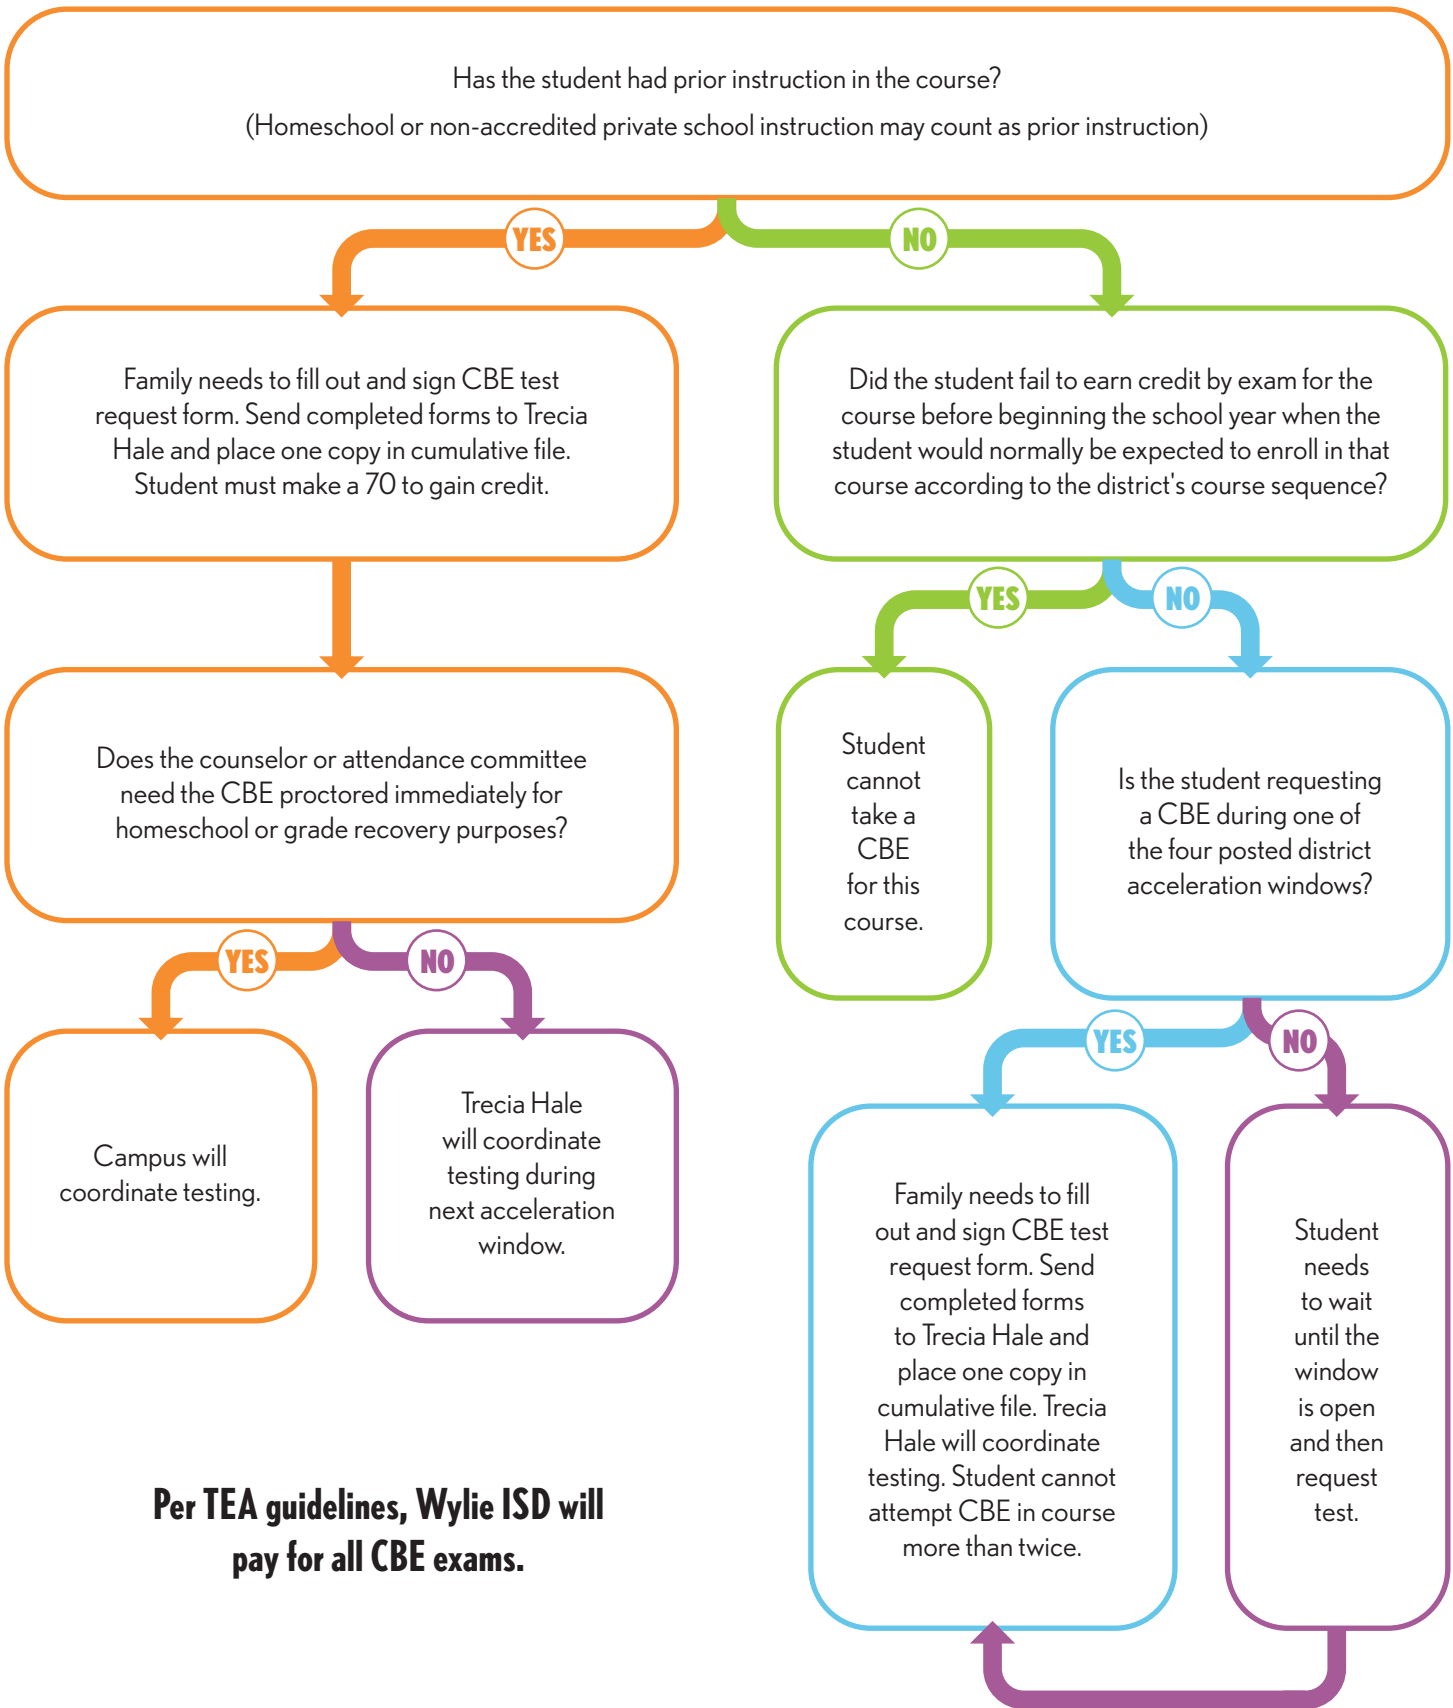 Has the student had prior instruction in the course?
(Homeschool or non-accredited private school instruction may count as prior instruction)
YES
NO
Family needs to fill out and sign CBE test
request form. Send completed forms to Trecia
Hale and place one copy in cumulative file.
Student must make a 70 to gain credit.
Did the student fail to earn credit by exam for the
course before beginning the school year when the
student would normally be expected to enroll in that
course according to the district's course sequence?
YES
NO
Does the counselor or attendance committee
need the CBE proctored immediately for
homeschool or grade recovery purposes?
Student
cannot
take a
CBE
for this
course.
Is the student requesting
a CBE during one of
the four posted district
acceleration windows?
YES
NO
YES
NO
Campus will
coordinate testing.
Trecia Hale
will coordinate
testing during
next acceleration
window.
Family needs to fill
out and sign CBE test
request form. Send
completed forms
to Trecia Hale and
place one copy in
cumulative file. Trecia
Hale will coordinate
testing. Student cannot
attempt CBE in course
more than twice.
Student
needs
to wait
until the
window
is open
and then
request
test.
Per TEA guidelines, Wylie ISD will
pay for all CBE exams.